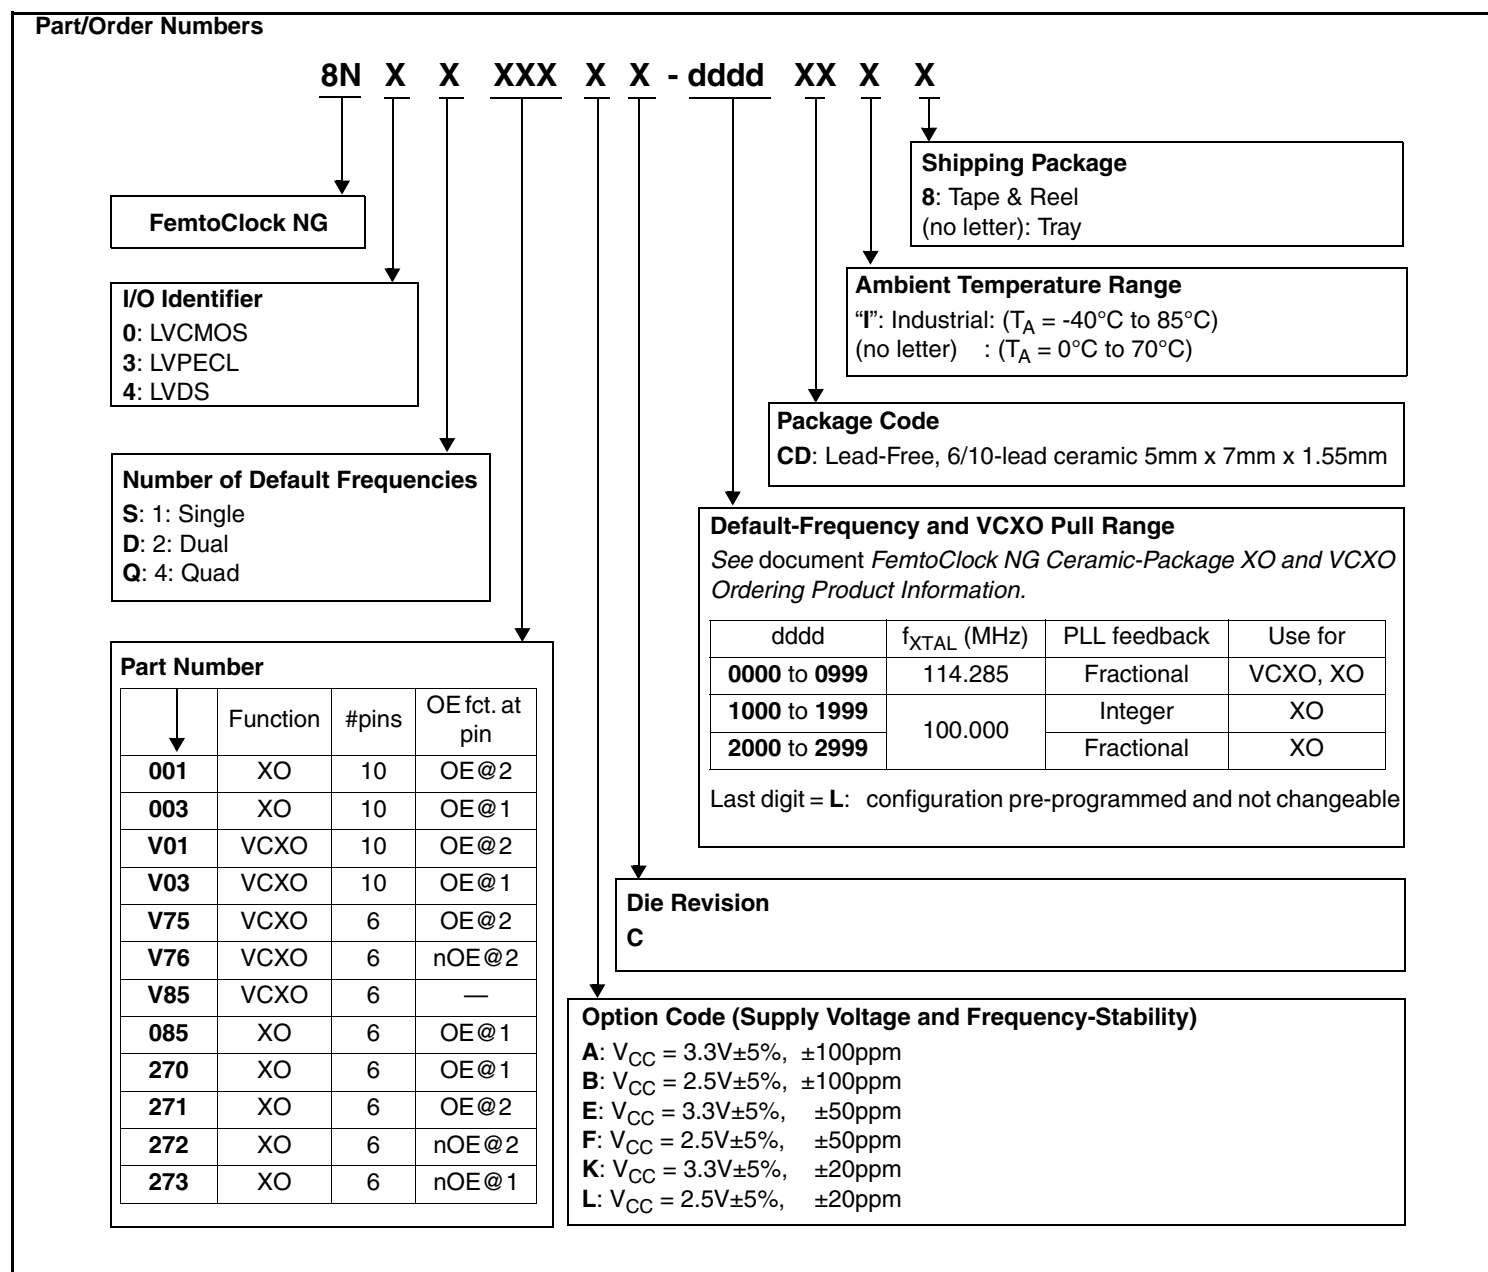 Part/Order Numbers
8N X X XXX X X - dddd XX X X
Shipping Package
8: Tape & Reel
(no letter): Tray
FemtoClock NG
Ambient Temperature Range
“I”: Industrial: (TA = -40°C to 85°C)
(no letter) : (TA = 0°C to 70°C)
I/O Identifier
0: LVCMOS
3: LVPECL
4: LVDS
Package Code
CD: Lead-Free, 6/10-lead ceramic 5mm x 7mm x 1.55mm
Number of Default Frequencies
S: 1: Single
D: 2: Dual
Q: 4: Quad
Default-Frequency and VCXO Pull Range
See document FemtoClock NG Ceramic-Package XO and VCXO
Ordering Product Information.
dddd fXTAL (MHz) PLL feedback Use for
0000 to 0999 114.285 Fractional VCXO, XO
1000 to 1999 100.000 Integer XO
2000 to 2999 Fractional XO
Last digit = L: configuration pre-programmed and not changeable
Part Number
Function #pins OE fct. at
pin
001 XO 10 OE@2
003 XO 10 OE@1
V01 VCXO 10 OE@2
V03 VCXO 10 OE@1
V75 VCXO 6 OE@2
V76 VCXO 6 nOE@2
V85 VCXO 6 —
085 XO 6 OE@1
270 XO 6 OE@1
271 XO 6 OE@2
272 XO 6 nOE@2
273 XO 6 nOE@1
Die Revision
C
Option Code (Supply Voltage and Frequency-Stability)
A: VCC = 3.3V±5%, ±100ppm
B: VCC = 2.5V±5%, ±100ppm
E: VCC = 3.3V±5%, ±50ppm
F: VCC = 2.5V±5%, ±50ppm
K: VCC = 3.3V±5%, ±20ppm
L: VCC = 2.5V±5%, ±20ppm